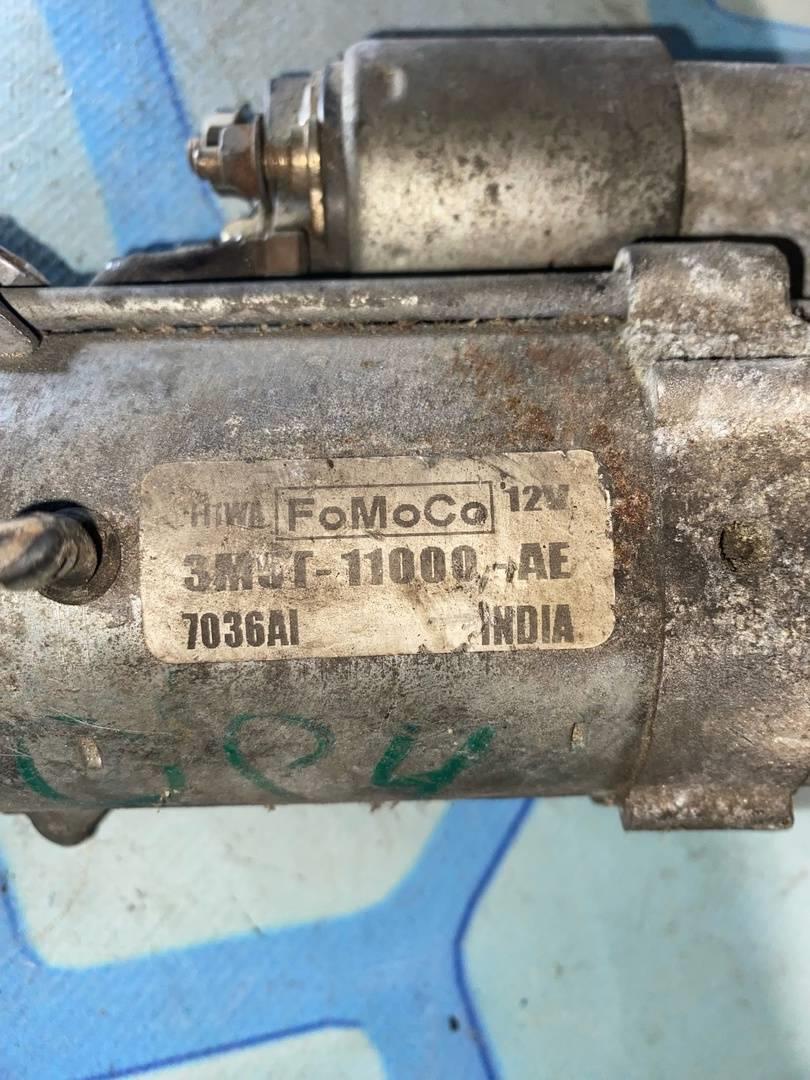 FoMoCo 12V
3M5T-11000-AE
7036AI INDIA